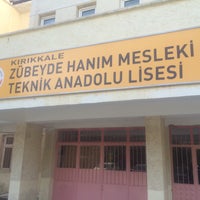 KIRIKKALE
ZÜBEYDE HANIM MESLEKİ
TEKNİK ANADOLU LİSESİ